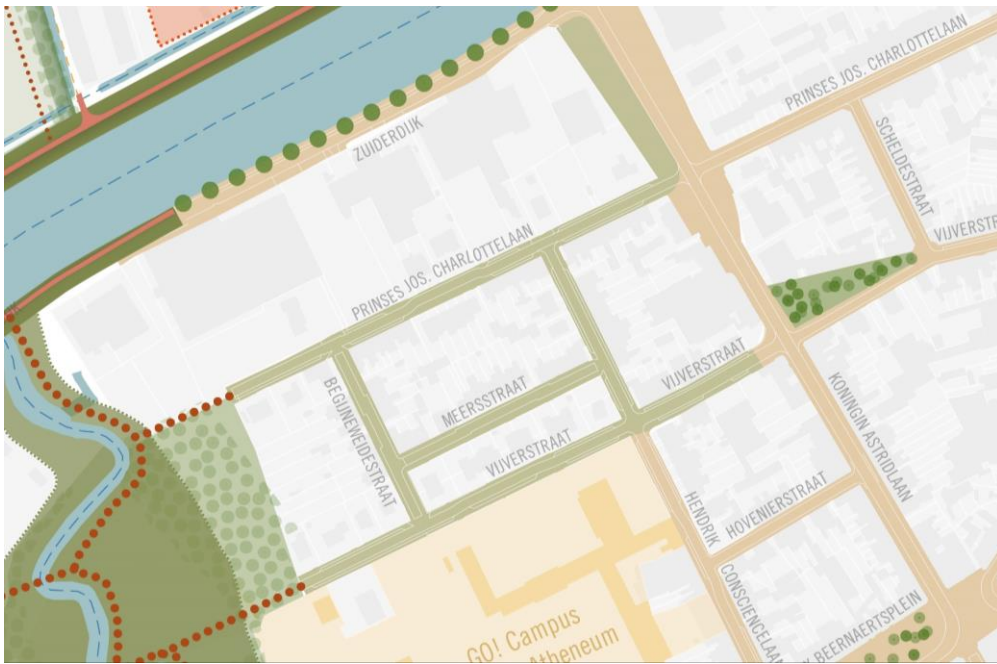 PRINSES JOS. CHARLOTTELAAN
ZUIDERDIJK
SCHELDESTRAAT
VIJVERSTR
PRINSES JOS. CHARLOTTELAAN
BEGIJNEWEIDESTRAAT
MEERSSTRAAT
VIJVERSTRAAT
VIJVERSTRAAT
KONINGIN ASTRIDLAAN
HENDRIK
CONSCIENCELAAN
HOVENIERSTRAAT
K BEERNAERTSPLEIN
GO! Campus
Atheneum